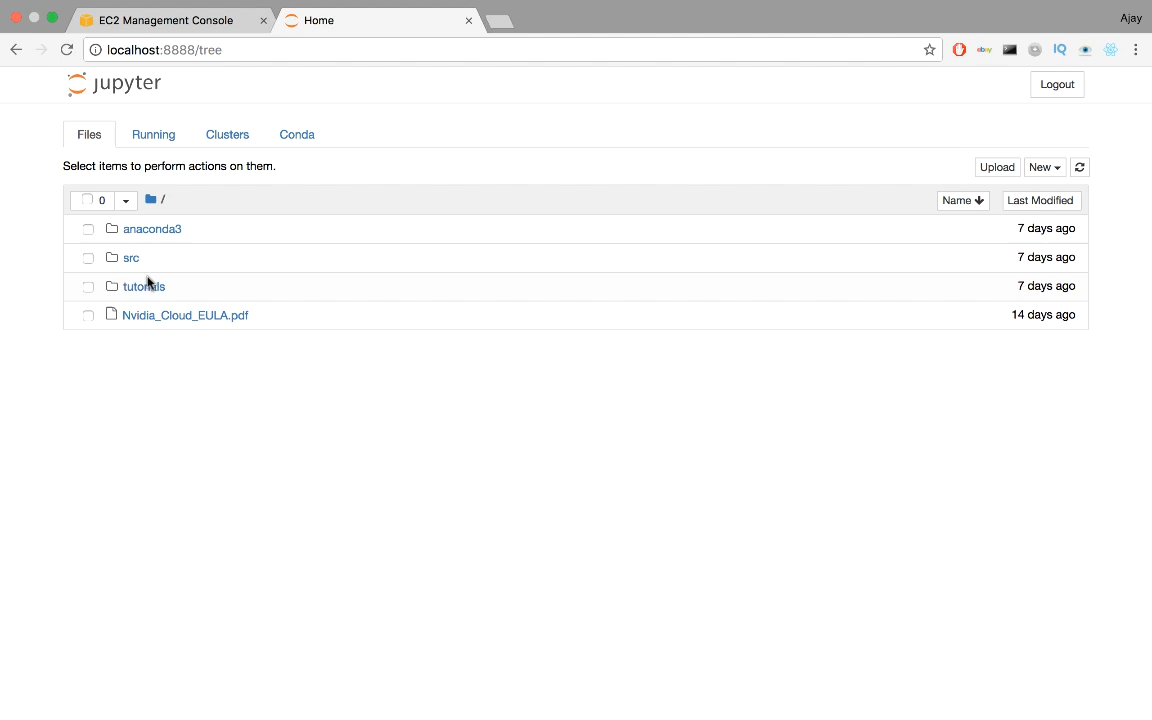 EC2 Management Console
Home
Ajay
localhost:8888/tree
ebay
IQ
jupyter
Logout
Files
Running
Clusters
Conda
Select items to perform actions on them.
Upload
New
0
/
Name
Last Modified
anaconda3
7 days ago
src
7 days ago
tutorials
7 days ago
Nvidia_Cloud_EULA.pdf
14 days ago